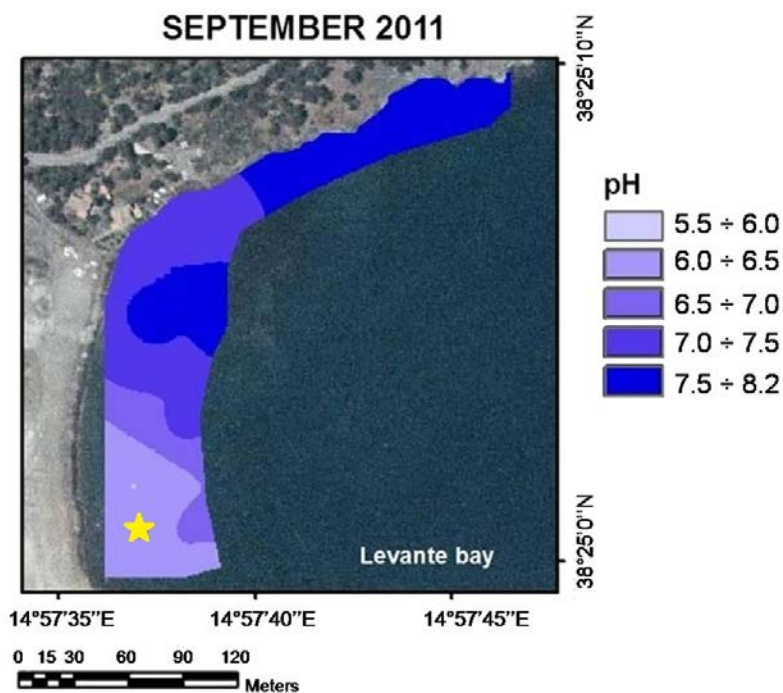 SEPTEMBER 2011
38°25'10"N
pH
5.5 ÷ 6.0
6.0 ÷ 6.5
6.5 ÷ 7.0
7.0 ÷ 7.5
7.5 ÷ 8.2
Levante bay
38°25'0"N
14°57'35"E 14°57'40"E 14°57'45"E
0 15 30 60 90 120
Meters